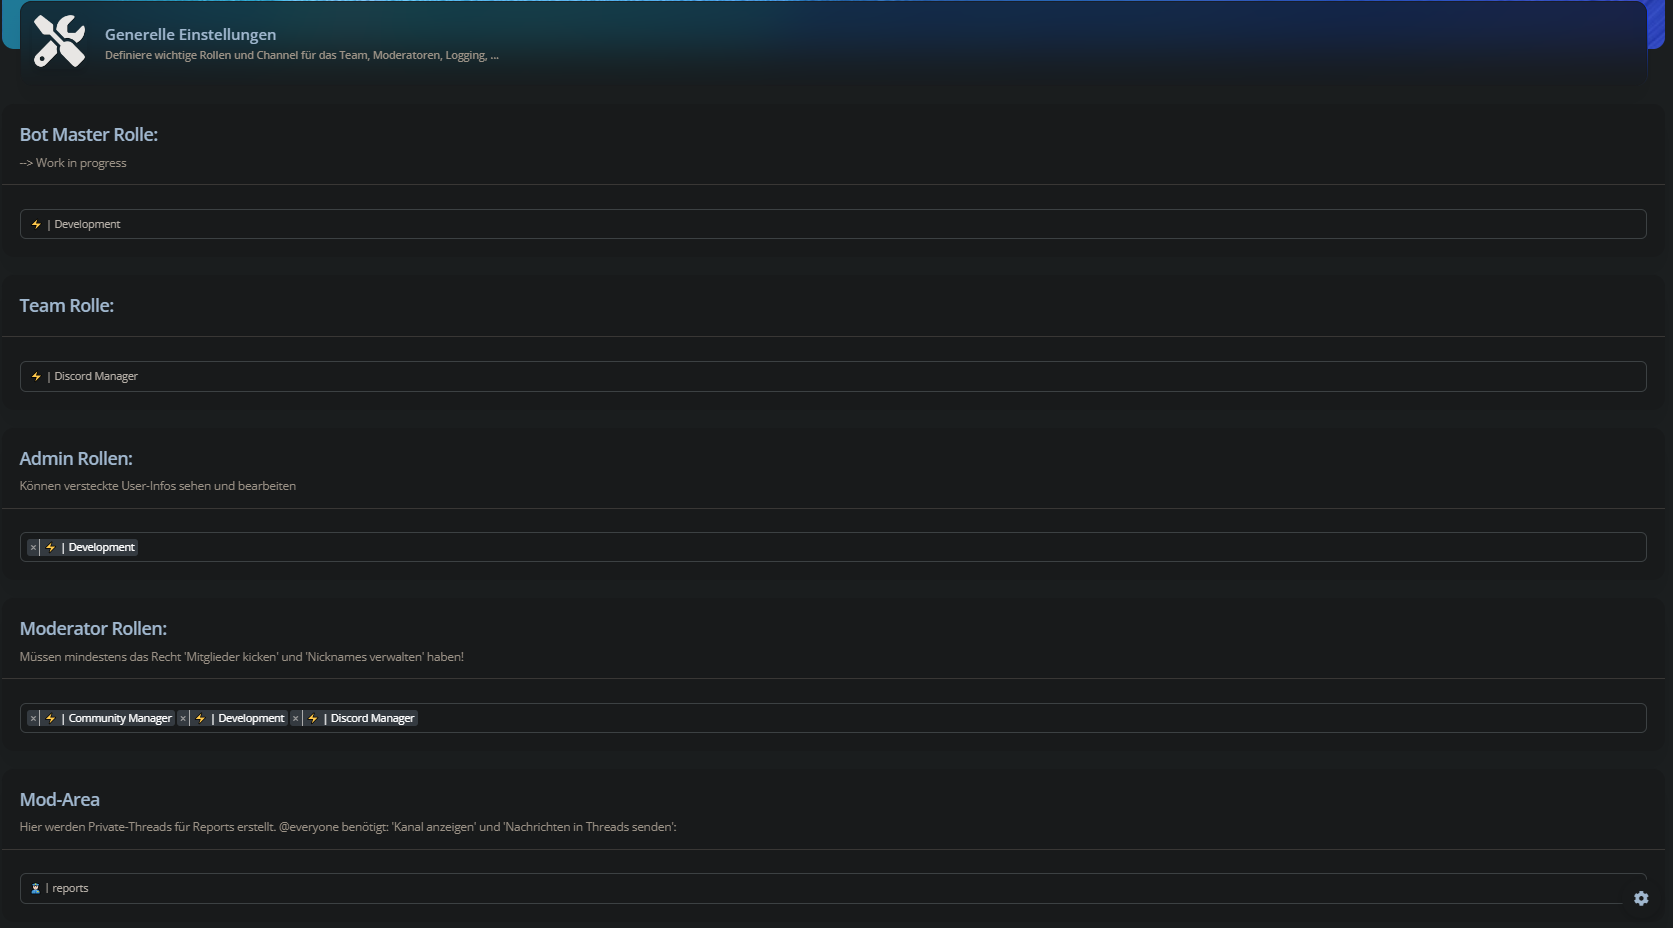 Generelle Einstellungen
Definiere wichtige Rollen und Channel für das Team, Moderatoren, Logging, ...
Bot Master Rolle:
--> Work in progress
⚡ | Development
Team Rolle:
⚡ | Discord Manager
Admin Rollen:
Können versteckte User-Infos sehen und bearbeiten
× ⚡ | Development
Moderator Rollen:
Müssen mindestens das Recht 'Mitglieder kicken' und 'Nicknames verwalten' haben!
× ⚡ | Community Manager × ⚡ | Development × ⚡ | Discord Manager
Mod-Area
Hier werden Private-Threads für Reports erstellt. @everyone benötigt: 'Kanal anzeigen' und 'Nachrichten in Threads senden':
| reports